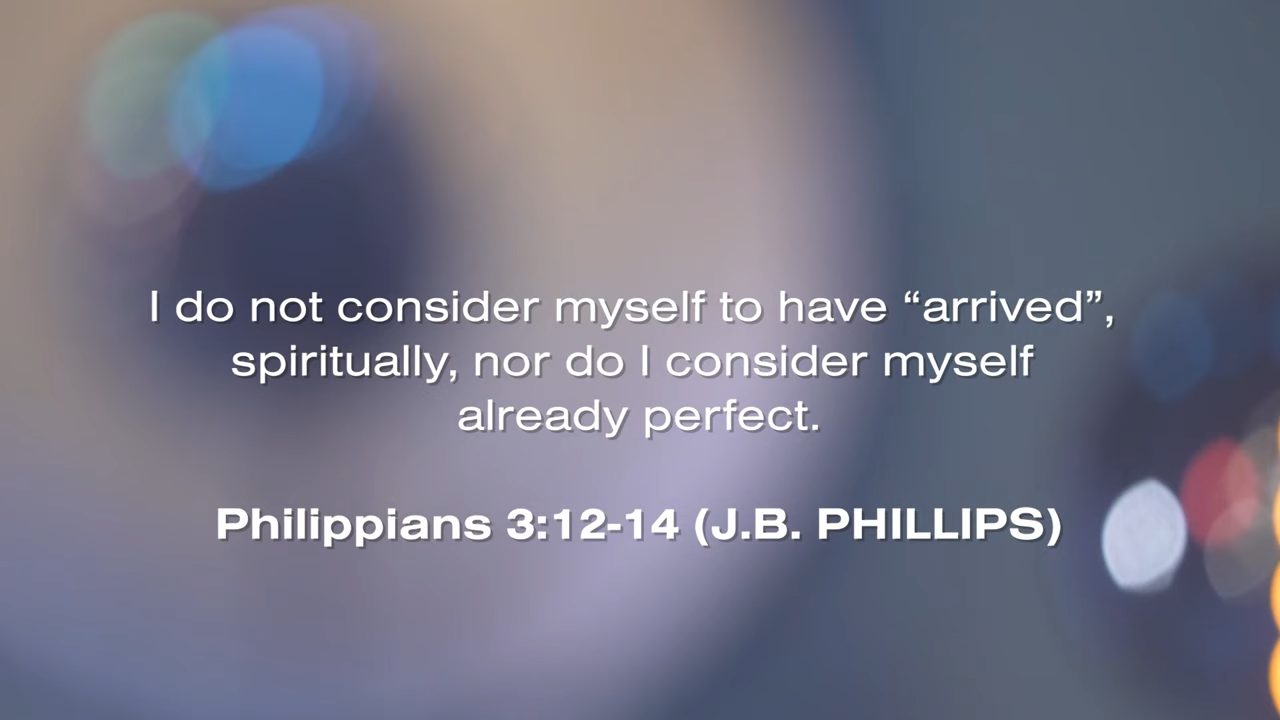 I do not consider myself to have “arrived”,
spiritually, nor do I consider myself
already perfect.
Philippians 3:12-14 (J.B. PHILLIPS)